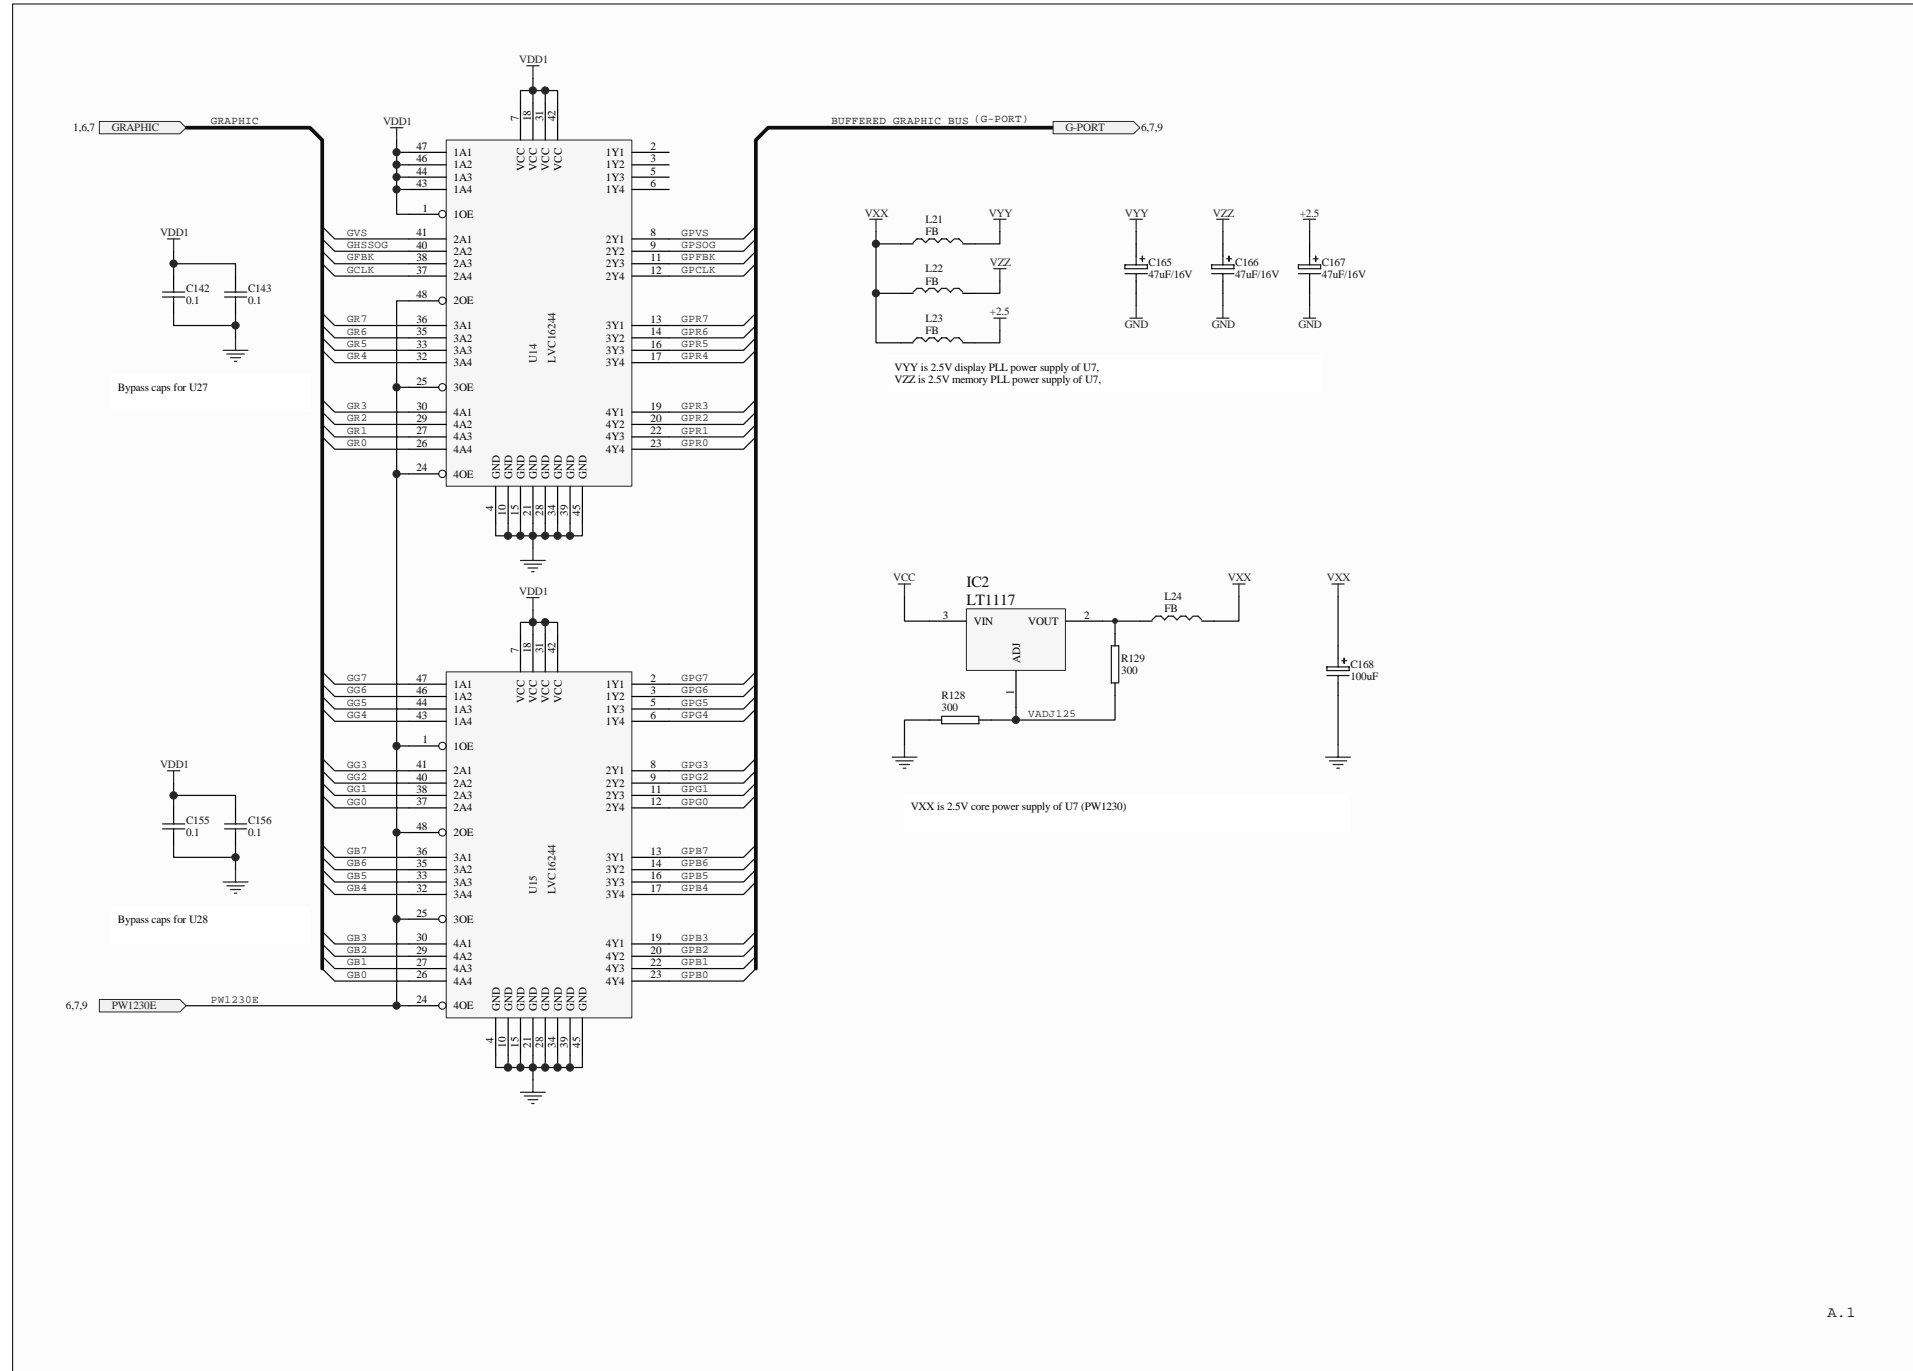 VDD1
1,6,7 GRAPHIC GRAPHIC
VDD1
7 18 31 42
VCC VCC VCC VCC
BUFFERED GRAPHIC BUS (G-PORT) G-PORT 6,7,9
47 1A1 1Y1 2
46 1A2 1Y2 3
44 1A3 1Y3 5
43 1A4 1Y4 6
1 1OE
GVS 41 2A1 2Y1 8 GPVS
GHSSOG 40 2A2 2Y2 9 GPSOG
GFBK 38 2A3 2Y3 11 GPFBK
GCLK 37 2A4 2Y4 12 GPCLK
48 2OE
GR7 36 3A1 3Y1 13 GPR7
GR6 35 3A2 3Y2 14 GPR6
GR5 33 3A3 3Y3 16 GPR5
GR4 32 3A4 3Y4 17 GPR4
25 3OE
GR3 30 4A1 4Y1 19 GPR3
GR2 29 4A2 4Y2 20 GPR2
GR1 27 4A3 4Y3 22 GPR1
GR0 26 4A4 4Y4 23 GPR0
24 4OE
U14
LVC16244
GND GND GND GND GND GND GND GND
4 10 15 21 28 34 39 45
VDD1
C142 0.1
C143 0.1
Bypass caps for U27
VXX
L21 FB VYY
L22 FB VZZ
L23 FB +2.5
VYY
C165 47uF/16V
GND
VZZ
C166 47uF/16V
GND
+2.5
C167 47uF/16V
GND
VYY is 2.5V display PLL power supply of U7,
VZZ is 2.5V memory PLL power supply of U7,
VDD1
7 18 31 42
VCC VCC VCC VCC
GG7 47 1A1 1Y1 2 GPG7
GG6 46 1A2 1Y2 3 GPG6
GG5 44 1A3 1Y3 5 GPG5
GG4 43 1A4 1Y4 6 GPG4
1 1OE
GG3 41 2A1 2Y1 8 GPG3
GG2 40 2A2 2Y2 9 GPG2
GG1 38 2A3 2Y3 11 GPG1
GG0 37 2A4 2Y4 12 GPG0
48 2OE
GB7 36 3A1 3Y1 13 GPB7
GB6 35 3A2 3Y2 14 GPB6
GB5 33 3A3 3Y3 16 GPB5
GB4 32 3A4 3Y4 17 GPB4
25 3OE
GB3 30 4A1 4Y1 19 GPB3
GB2 29 4A2 4Y2 20 GPB2
GB1 27 4A3 4Y3 22 GPB1
GB0 26 4A4 4Y4 23 GPB0
24 4OE
U15
LVC16244
GND GND GND GND GND GND GND GND
4 10 15 21 28 34 39 45
VDD1
C155 0.1
C156 0.1
Bypass caps for U28
6,7,9 PW1230E PW1230E
VCC
IC2
LT1117
3 VIN VOUT 2
ADJ
1
L24
FB
VXX
R129
300
R128
300
VADJ125
VXX
+
C168
100uF
VXX is 2.5V core power supply of U7 (PW1230)
A.1